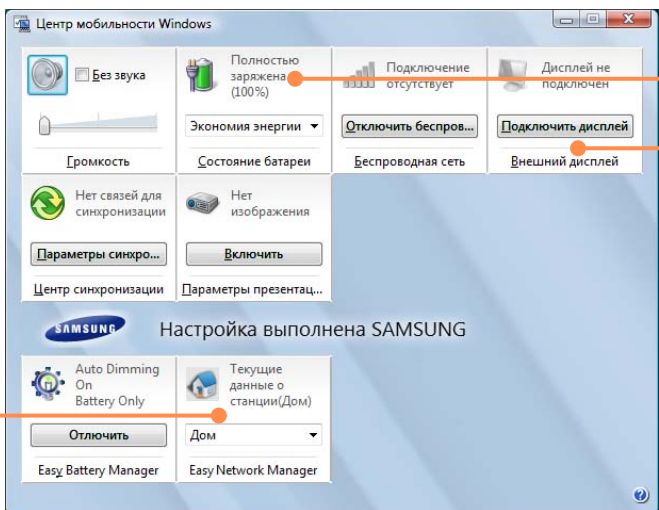 Центр мобильности Windows
Без звука
Громкость
Полностью
заряжена
(100%)
Экономия энергии
Состояние батареи
Подключение
отсутствует
Отключить беспров...
Беспроводная сеть
Дисплей не
подключен
Подключить дисплей
Внешний дисплей
Нет связей для
синхронизации
Параметры синхро...
Центр синхронизации
Нет
изображения
Включить
Параметры презентац...
SAMSUNG
Настройка выполнена SAMSUNG
Auto Dimming
On
Battery Only
Отлючить
Easy Battery Manager
Текущие
данные о
станции(Дом)
Дом
Easy Network Manager